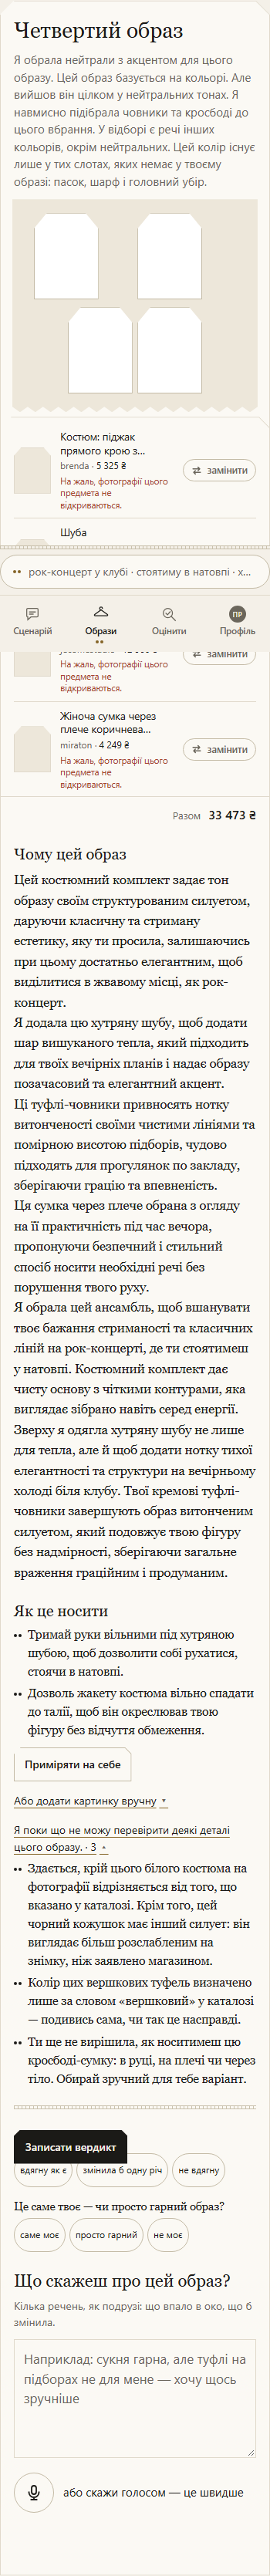 Четвертий образ
Я обрала нейтрали з акцентом для цього
образу. Цей образ базується на кольорі. Але
вийшов він цілком у нейтральних тонах. Я
навмисно підібрала човники та кросбоді до
цього вбрання. У відборі є речі інших
кольорів, окрім нейтральних. Цей колір існує
лише у тих слотах, яких немає у твоєму
образі: пасок, шарф і головний убір.
Костюм: піджак
прямого крою з...
brenda · 5 325 ₴
На жаль, фотографії цього
предмета не
відкриваються.
замінити
Шуба
рок-концерт у клубі · стоятиму в натовпі · х...
Сценарій
Образи
Оцінити
ПР
Профіль
На жаль, фотографії цього
предмета не
відкриваються.
замінити
Жіноча сумка через
плече коричнева...
miraton · 4 249 ₴
На жаль, фотографії цього
предмета не
відкриваються.
замінити
Разом 33 473 ₴
Чому цей образ
Цей костюмний комплект задає тон
образу своїм структурованим силуетом,
даруючи класичну та стриману
естетику, яку ти просила, залишаючись
при цьому достатньо елегантним, щоб
виділитися в жвавому місці, як рок-
концерт.
Я додала цю хутряну шубу, щоб додати
шар вишуканого тепла, який підходить
для твоїх вечірніх планів і надає образу
позачасовий та елегантний акцент.
Ці туфлі-човники привносять нотку
витонченості своїми чистими лініями та
помірною висотою підборів, чудово
підходять для прогулянок по закладу,
зберігаючи грацію та впевненість.
Ця сумка через плече обрана з огляду
на її практичність під час вечора,
пропонуючи безпечний і стильний
спосіб носити необхідні речі без
порушення твого руху.
Я обрала цей ансамбль, щоб вшанувати
твоє бажання стриманості та класичних
ліній на рок-концерті, де ти стоятимеш
у натовпі. Костюмний комплект дає
чисту основу з чіткими контурами, яка
виглядає зібрано навіть серед енергії.
Зверху я одягла хутряну шубу не лише
для тепла, але й щоб додати нотку тихої
елегантності та структури на вечірньому
холоді біля клубу. Твої кремові туфлі-
човники завершують образ витонченим
силуетом, який подовжує твою фігуру
без надмірності, зберігаючи загальне
враження граційним і продуманим.
Як це носити
Тримай руки вільними під хутряною
шубою, щоб дозволити собі рухатися,
стоячи в натовпі.
Дозволь жакету костюма вільно спадати
до талії, щоб він окреслював твою
фігуру без відчуття обмеження.
Приміряти на себе
Або додати картинку вручну
Я поки що не можу перевірити деякі деталі
цього образу. · 3
Здається, крій цього білого костюма на
фотографії відрізняється від того, що
вказано у каталозі. Крім того, цей
чорний кожушок має інший силует: він
виглядає більш розслабленим на
знімку, ніж заявлено магазином.
Колір цих вершкових туфель визначено
лише за словом «вершковий» у каталозі
— подивись сама, чи так це насправді.
Ти ще не вирішила, як носитимеш цю
кросбоді-сумку: в руці, на плечі чи через
тіло. Обирай зручний для тебе варіант.
Записати вердикт
вдягну як є
змінила б одну річ
не вдягну
Це саме твоє — чи просто гарний образ?
саме моє
просто гарний
не моє
Що скажеш про цей образ?
Кілька речень, як подрузі: що впало в око, що б
змінила.
Наприклад: сукня гарна, але туфлі на
підборах не для мене — хочу щось
зручніше
або скажи голосом — це швидше